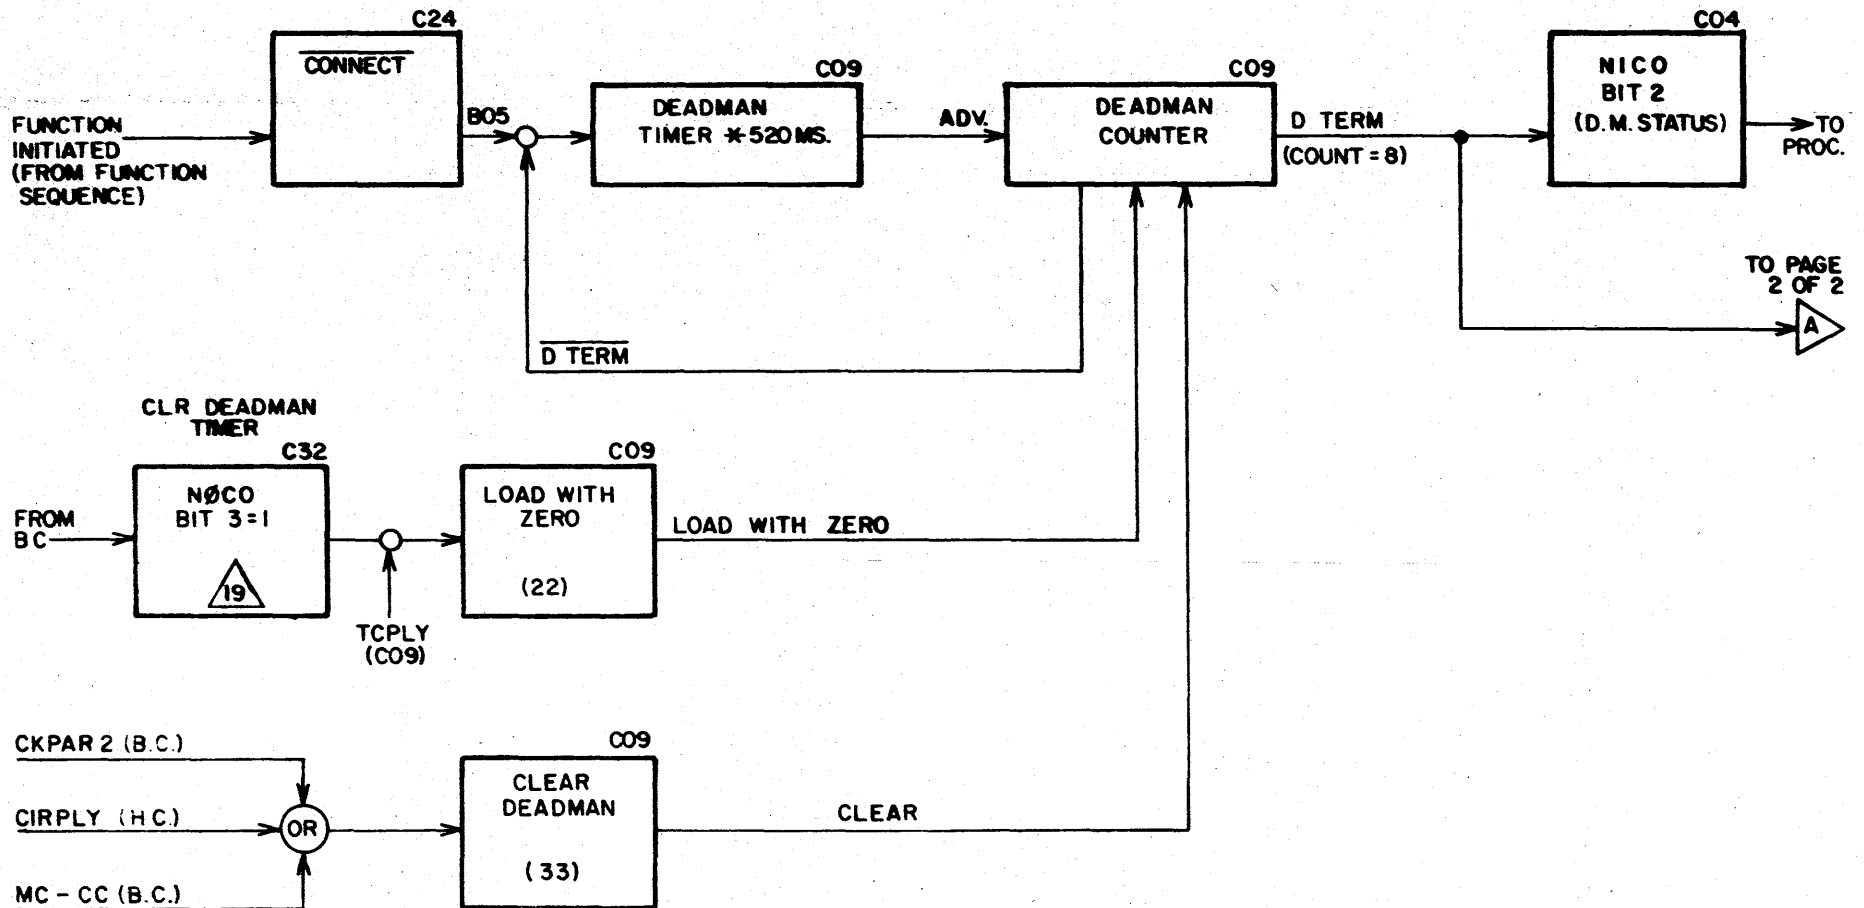 C24
CONNECT
FUNCTION
INITIATED
(FROM FUNCTION
SEQUENCE)
B05
C09
DEADMAN
TIMER *520MS.
ADV.
C09
DEADMAN
COUNTER
D TERM
(COUNT = 8)
C04
NICO
BIT 2
(D.M. STATUS)
TO
PROC.
TO PAGE
2 OF 2
A
D TERM
CLR DEADMAN
TIMER
C32
NØCO
BIT 3=1
19
FROM
BC
TCPLY
(C09)
C09
LOAD WITH
ZERO
(22)
LOAD WITH ZERO
CKPAR 2 (B.C.)
CIRPLY (H.C.)
MC - CC (B.C.)
OR
C09
CLEAR
DEADMAN
(33)
CLEAR